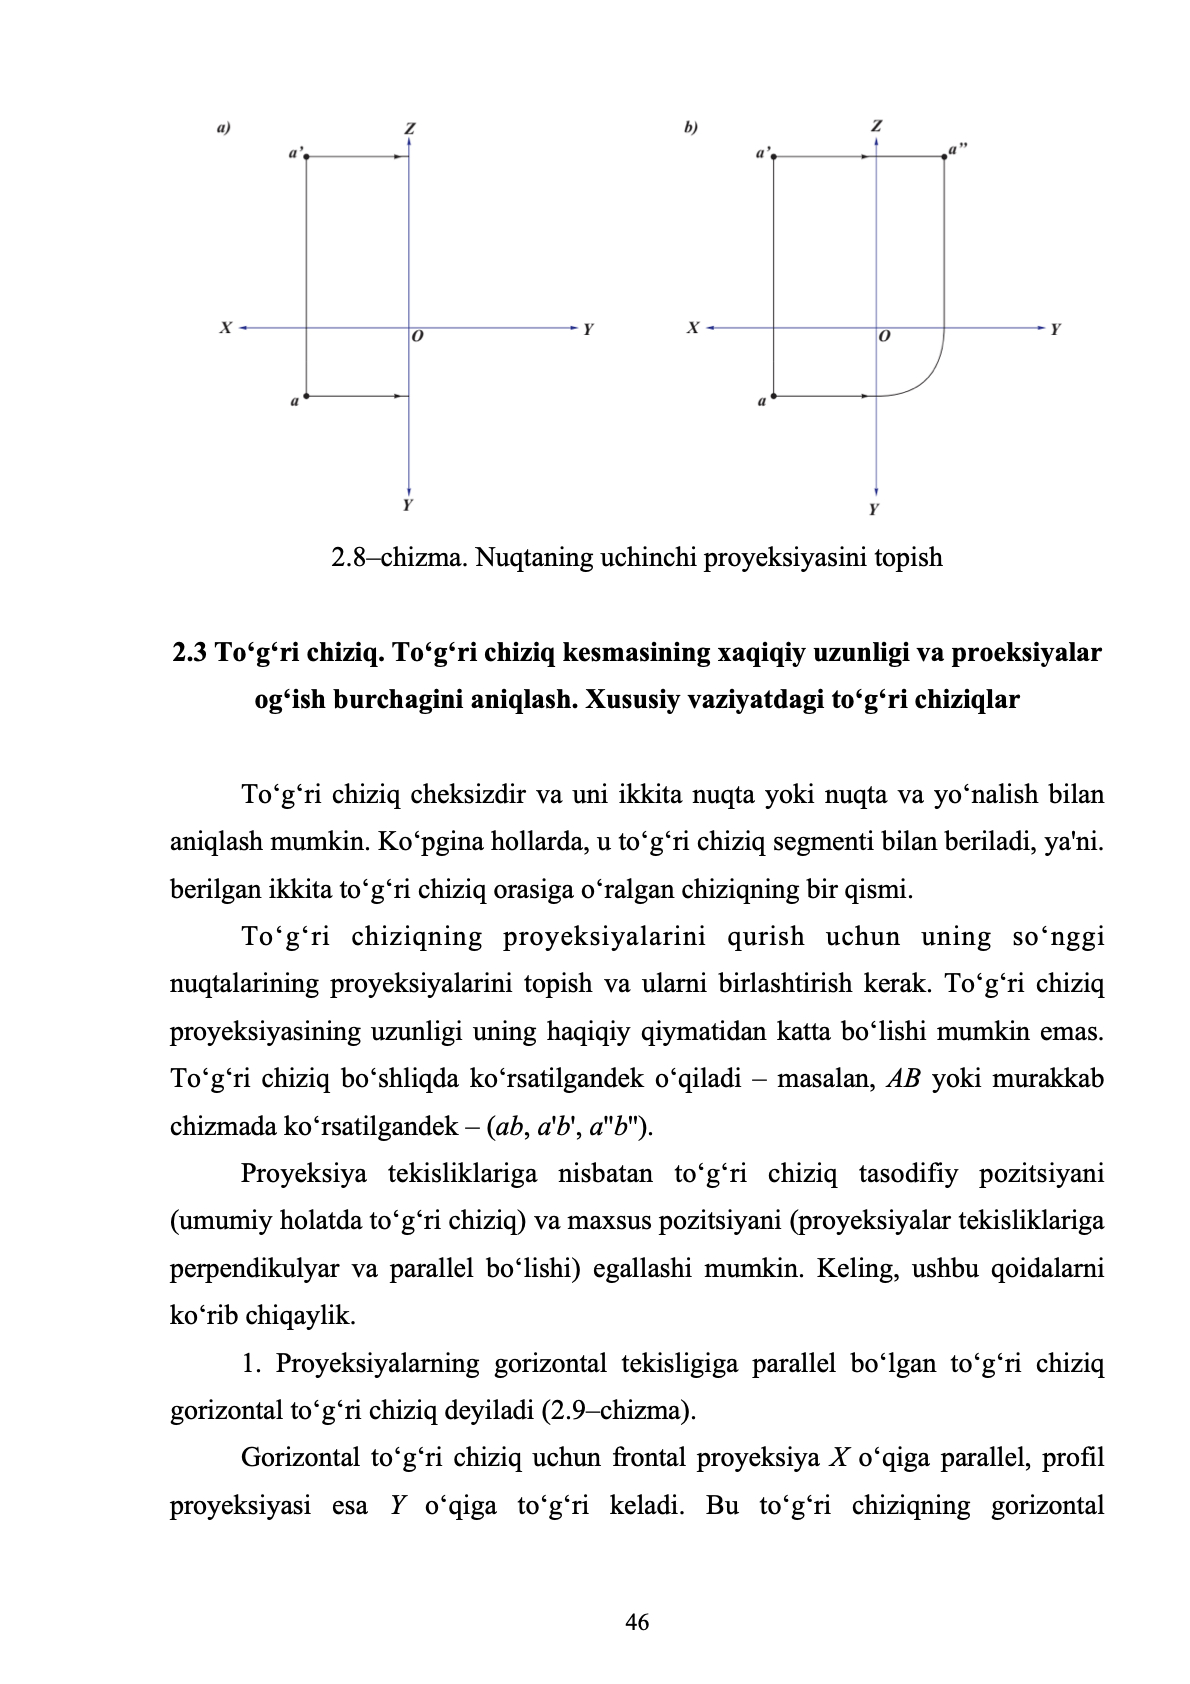 a)
Z
a’
X
O
Y
a
Y
b)
Z
a’
a”
X
O
Y
a
Y
2.8–chizma. Nuqtaning uchinchi proyeksiyasini topish
2.3 To‘g‘ri chiziq. To‘g‘ri chiziq kesmasining xaqiqiy uzunligi va proeksiyalar
og‘ish burchagini aniqlash. Xususiy vaziyatdagi to‘g‘ri chiziqlar
To‘g‘ri chiziq cheksizdir va uni ikkita nuqta yoki nuqta va yo‘nalish bilan
aniqlash mumkin. Ko‘pgina hollarda, u to‘g‘ri chiziq segmenti bilan beriladi, ya'ni.
berilgan ikkita to‘g‘ri chiziq orasiga o‘ralgan chiziqning bir qismi.
To‘g‘ri chiziqning proyeksiyalarini qurish uchun uning so‘nggi
nuqtalarining proyeksiyalarini topish va ularni birlashtirish kerak. To‘g‘ri chiziq
proyeksiyasining uzunligi uning haqiqiy qiymatidan katta bo‘lishi mumkin emas.
To‘g‘ri chiziq bo‘shliqda ko‘rsatilgandek o‘qiladi – masalan, AB yoki murakkab
chizmada ko‘rsatilgandek – (ab, a'b', a"b").
Proyeksiya tekisliklariga nisbatan to‘g‘ri chiziq tasodifiy pozitsiyani
(umumiy holatda to‘g‘ri chiziq) va maxsus pozitsiyani (proyeksiyalar tekisliklariga
perpendikulyar va parallel bo‘lishi) egallashi mumkin. Keling, ushbu qoidalarni
ko‘rib chiqaylik.
1. Proyeksiyalarning gorizontal tekisligiga parallel bo‘lgan to‘g‘ri chiziq
gorizontal to‘g‘ri chiziq deyiladi (2.9–chizma).
Gorizontal to‘g‘ri chiziq uchun frontal proyeksiya X o‘qiga parallel, profil
proyeksiyasi esa Y o‘qiga to‘g‘ri keladi. Bu to‘g‘ri chiziqning gorizontal
46